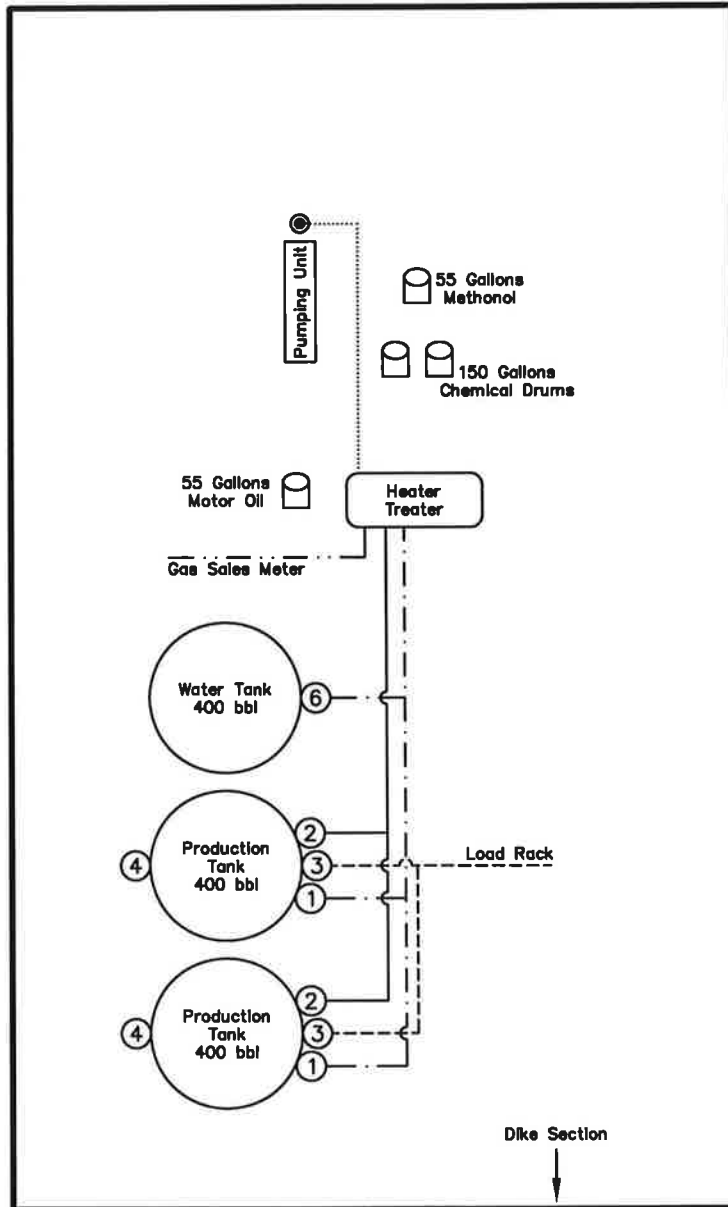 Pumping Unit
55 Gallons
Methonol
150 Gallons
Chemical Drums
55 Gallons
Motor Oil
Heater
Treater
Gas Sales Meter
Water Tank
400 bbl
6
Production
Tank
400 bbl
2
4
3
1
Load Rack
Production
Tank
400 bbl
2
4
3
1
Dike Section